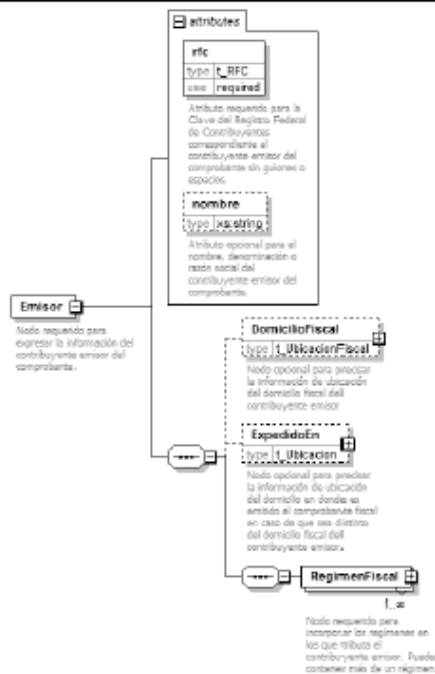 attributes
rfc
type t_RFC
use required
Atributo requerido para la
Clave del Registro Federal
de Contribuyentes
correspondiente al
contribuyente emisor del
comprobante sin guiones o
espacios.
nombre
type xs:string
Atributo opcional para el
nombre, denominación o
razón social del
contribuyente emisor del
comprobante.
Emisor
Nodo requerido para
expresar la información del
contribuyente emisor del
comprobante.
DomicilioFiscal
type t_UbicacionFiscal
Nodo opcional para precisar
la información de ubicación
del domicilio fiscal dell
contribuyente emisor
ExpedidoEn
type t_Ubicacion
Nodo opcional para precisar
la información de ubicación
del domicilio en donde es
emitido el comprobante fiscal
en caso de que sea distinto
del domicilio fiscal dell
contribuyente emisor.
RegimenFiscal
1..∞
Nodo requerido para
incorporar los regímenes en
los que tributa el
contribuyente emisor. Puede
contener más de un régimen.